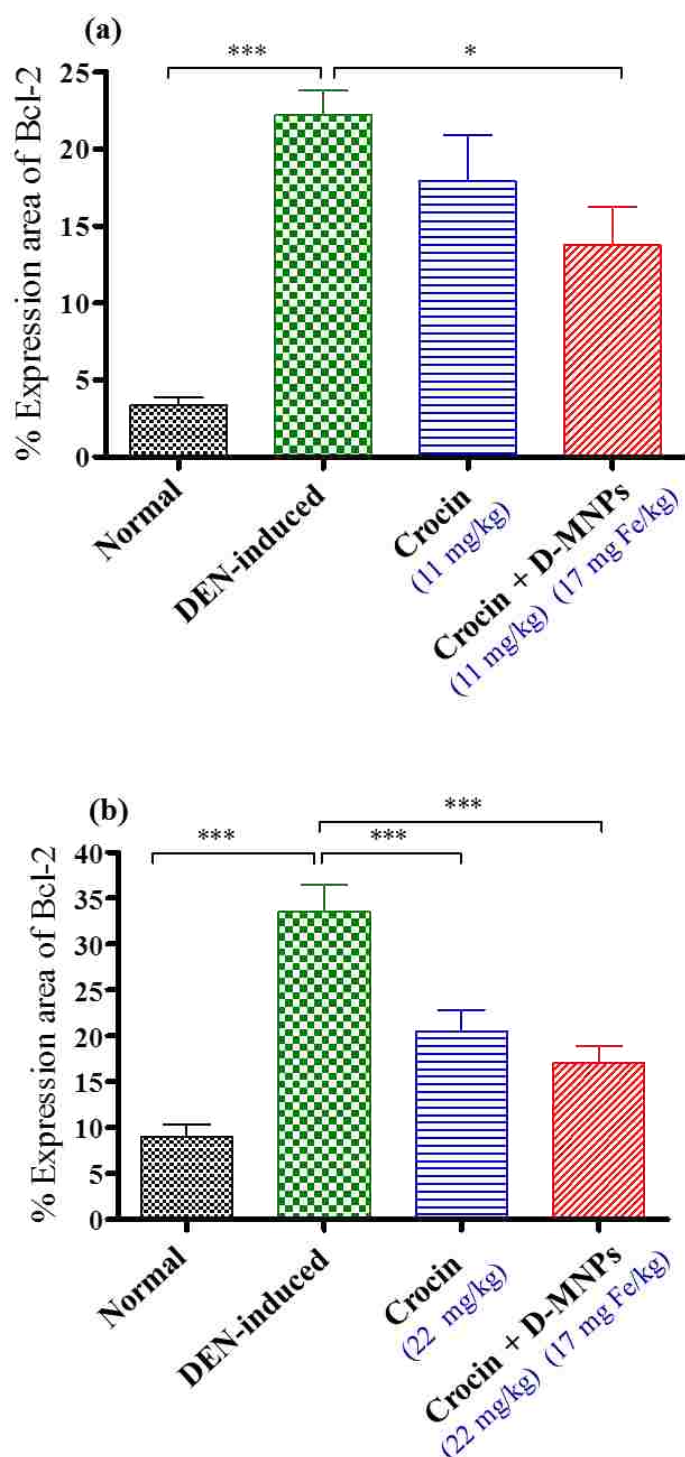 (a)
***
*
% Expression area of Bcl-2
25
20
15
10
5
0
Normal
DEN-induced
Crocin
(11 mg/kg)
Crocin + D-MNPs
(11 mg/kg) (17 mg Fe/kg)
(b)
***
***
***
% Expression area of Bcl-2
40
35
30
25
20
15
10
5
0
Normal
DEN-induced
Crocin
(22 mg/kg)
Crocin + D-MNPs
(22 mg/kg) (17 mg Fe/kg)